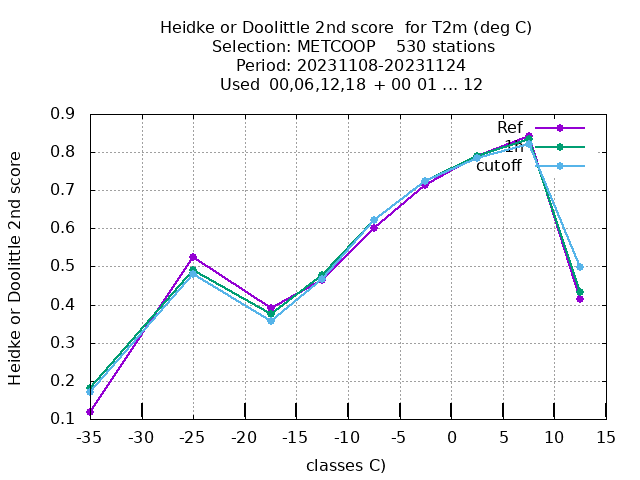 Heidke or Doolittle 2nd score  for T2m (deg C)
Selection: METCOOP    530 stations
Period: 20231108-20231124
Used  00,06,12,18  + 00 01 ... 12
Heidke or Doolittle 2nd score
0.9
0.8
0.7
0.6
0.5
0.4
0.3
0.2
0.1
Ref
1h
cutoff
-35 -30 -25 -20 -15 -10 -5 0 5 10 15
classes C)